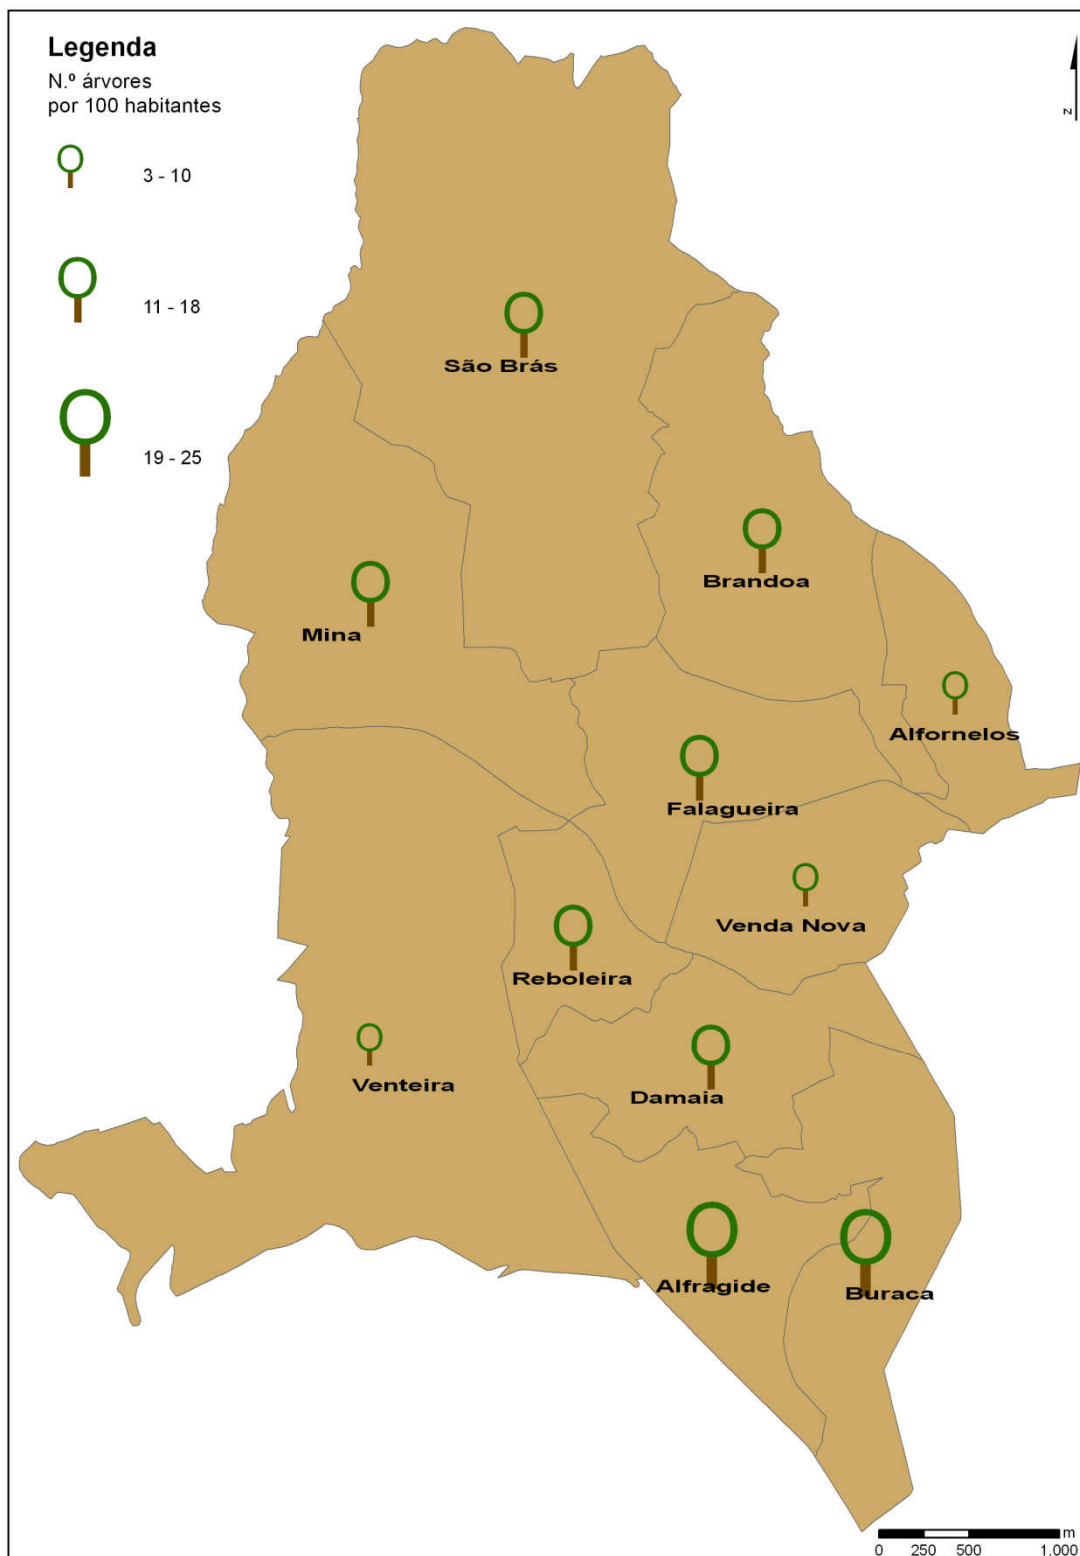 Legenda
N.º árvores
por 100 habitantes
3 - 10
11 - 18
19 - 25
z
São Brás
Brandoa
Mina
Alfornelos
Falagueira
Venda Nova
Reboleira
Venteira
Damaia
Alfragide
Buraca
m
0 250 500 1.000